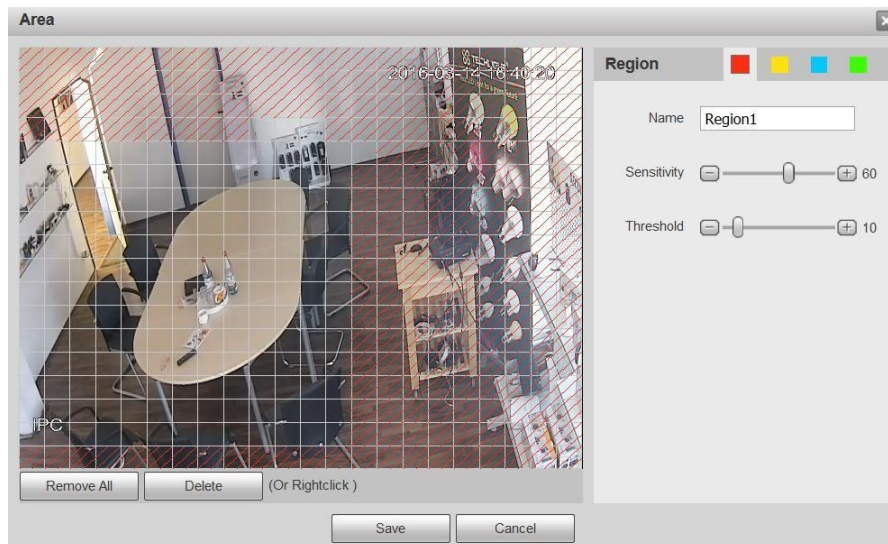 Area
2016-03-14 16:40:20
IPC
Remove All
Delete
(Or Rightclick )
Region
Name
Region1
Sensitivity
60
Threshold
10
Save
Cancel